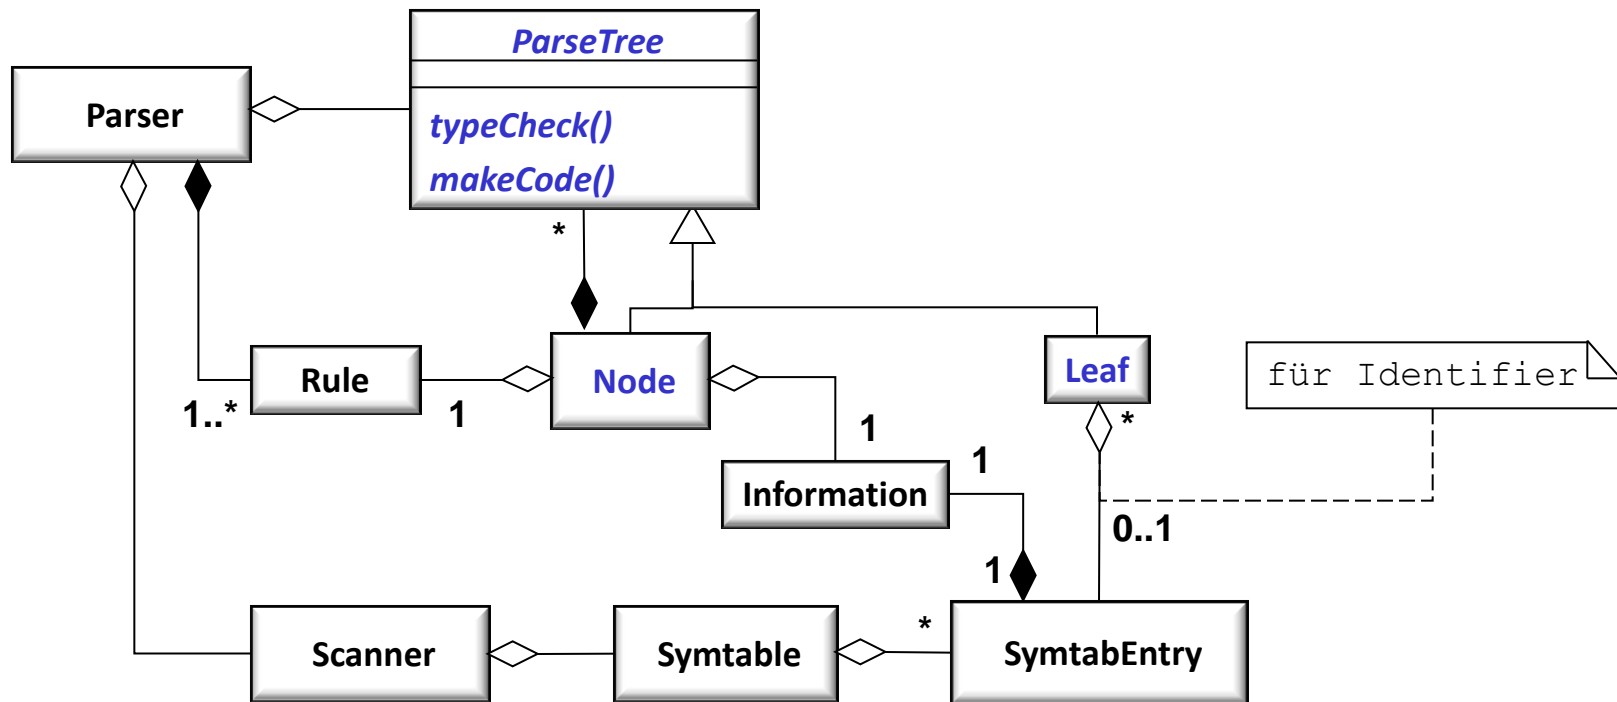 ParseTree
Parser
typeCheck()
makeCode()
*
Rule
Node
Leaf
für Identifier
1..*
1
1
*
1
Information
0..1
1
*
Scanner
Symtable
SymtabEntry